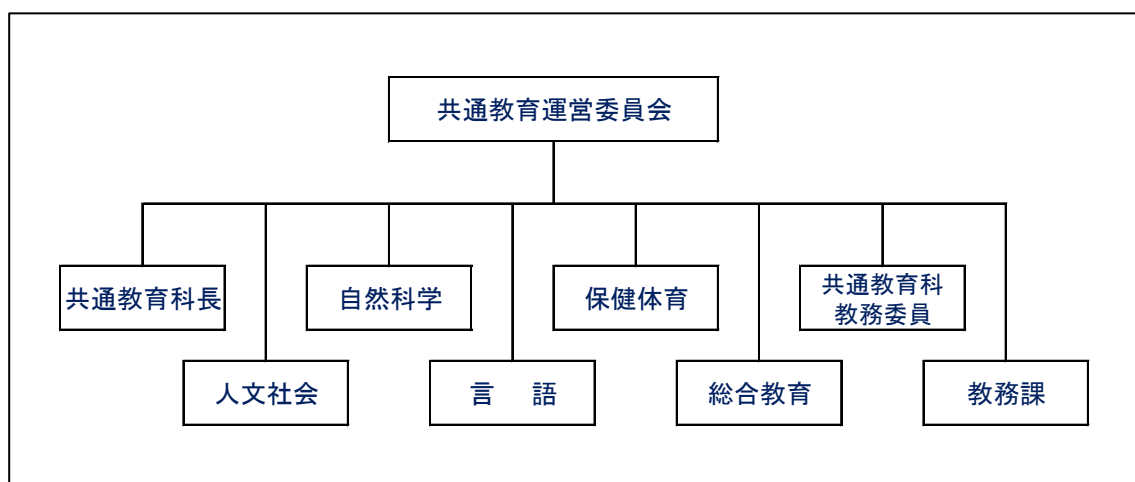 共通教育運営委員会
共通教育科長
自然科学
保健体育
共通教育科
教務委員
人文社会
言　語
総合教育
教務課